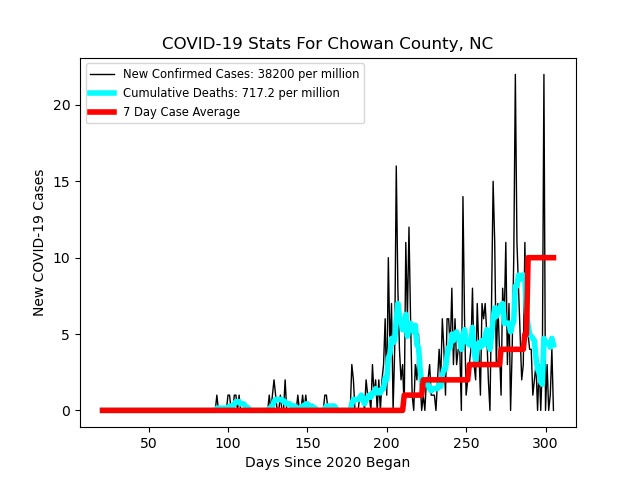 COVID-19 Stats For Chowan County, NC
New Confirmed Cases: 38200 per million
Cumulative Deaths: 717.2 per million
7 Day Case Average
New COVID-19 Cases
20
15
10
5
0
50 100 150 200 250 300
Days Since 2020 Began